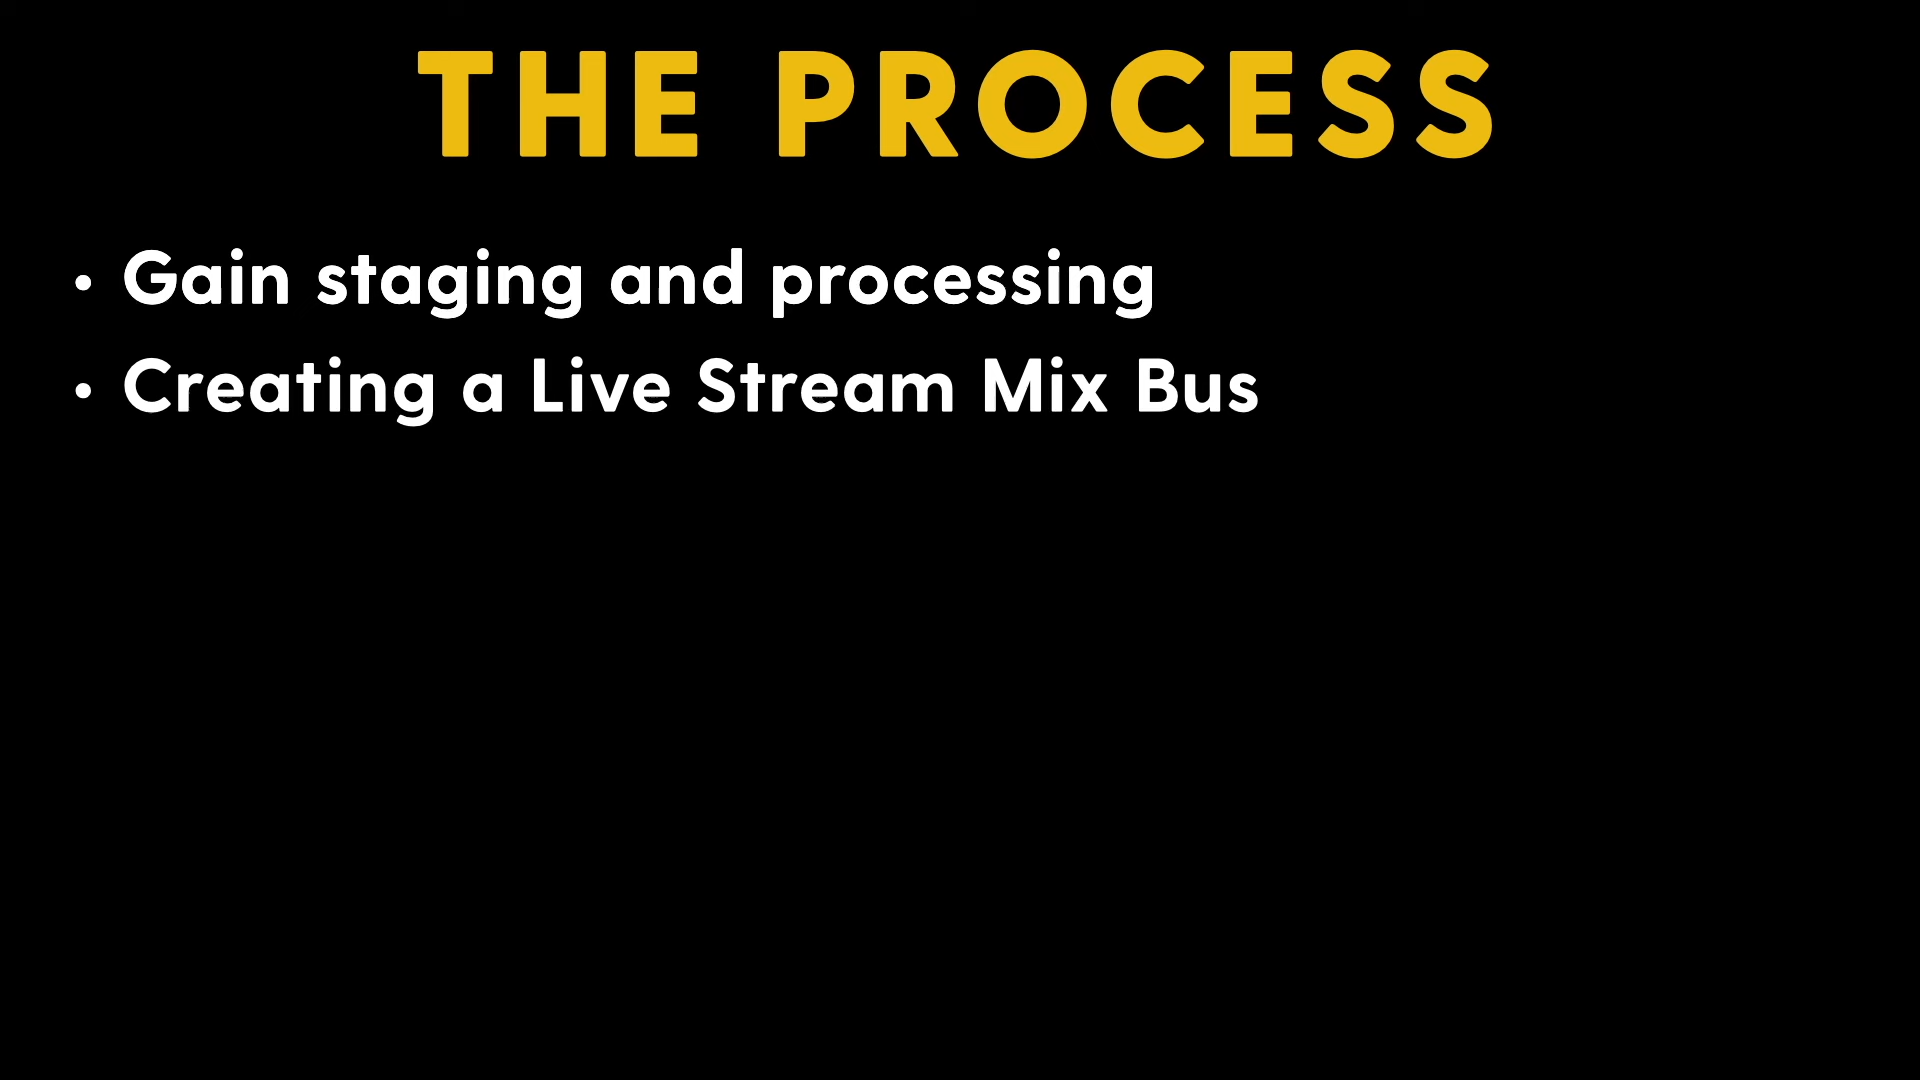 THE PROCESS
• Gain staging and processing
• Creating a Live Stream Mix Bus